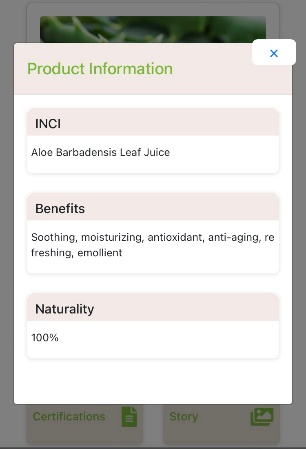 ×
Product Information
INCI
Aloe Barbadensis Leaf Juice
Benefits
Soothing, moisturizing, antioxidant, anti-aging, re
freshing, emollient
Naturality
100%
Certifications
Story